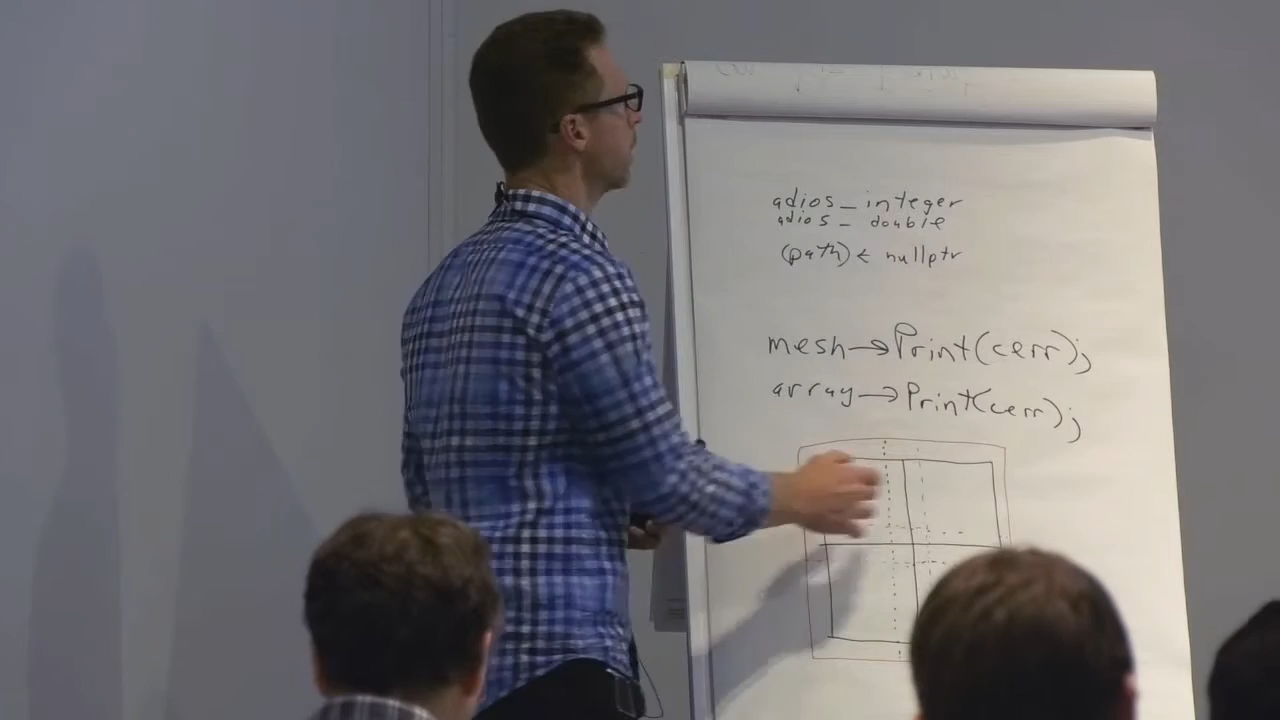 adios_integer
adios_double
(path) ← nullptr
mesh→Print(cerr);
array→Print(cerr);